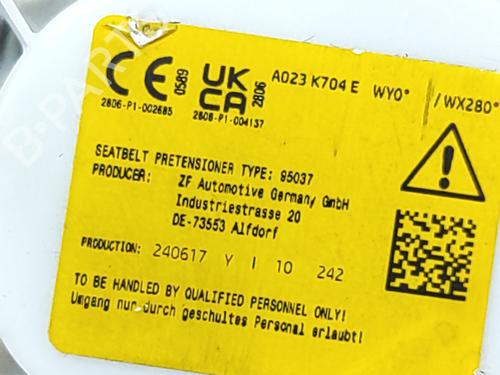 CE 0589 UK CA 2806 A023 K704 E WY0° /WX280°
2806-P1-002685 2806-P1-004137
SEATBELT PRETENSIONER TYPE: 95037
PRODUCER: ZF Automotive Germany GmbH
Industriestrasse 20
DE-73553 Alfdorf
PRODUCTION: 240617 Y I 10 242
TO BE HANDLED BY QUALIFIED PERSONNEL ONLY!
Umgang nur durch geschultes Personal erlaubt!
B-PARTS